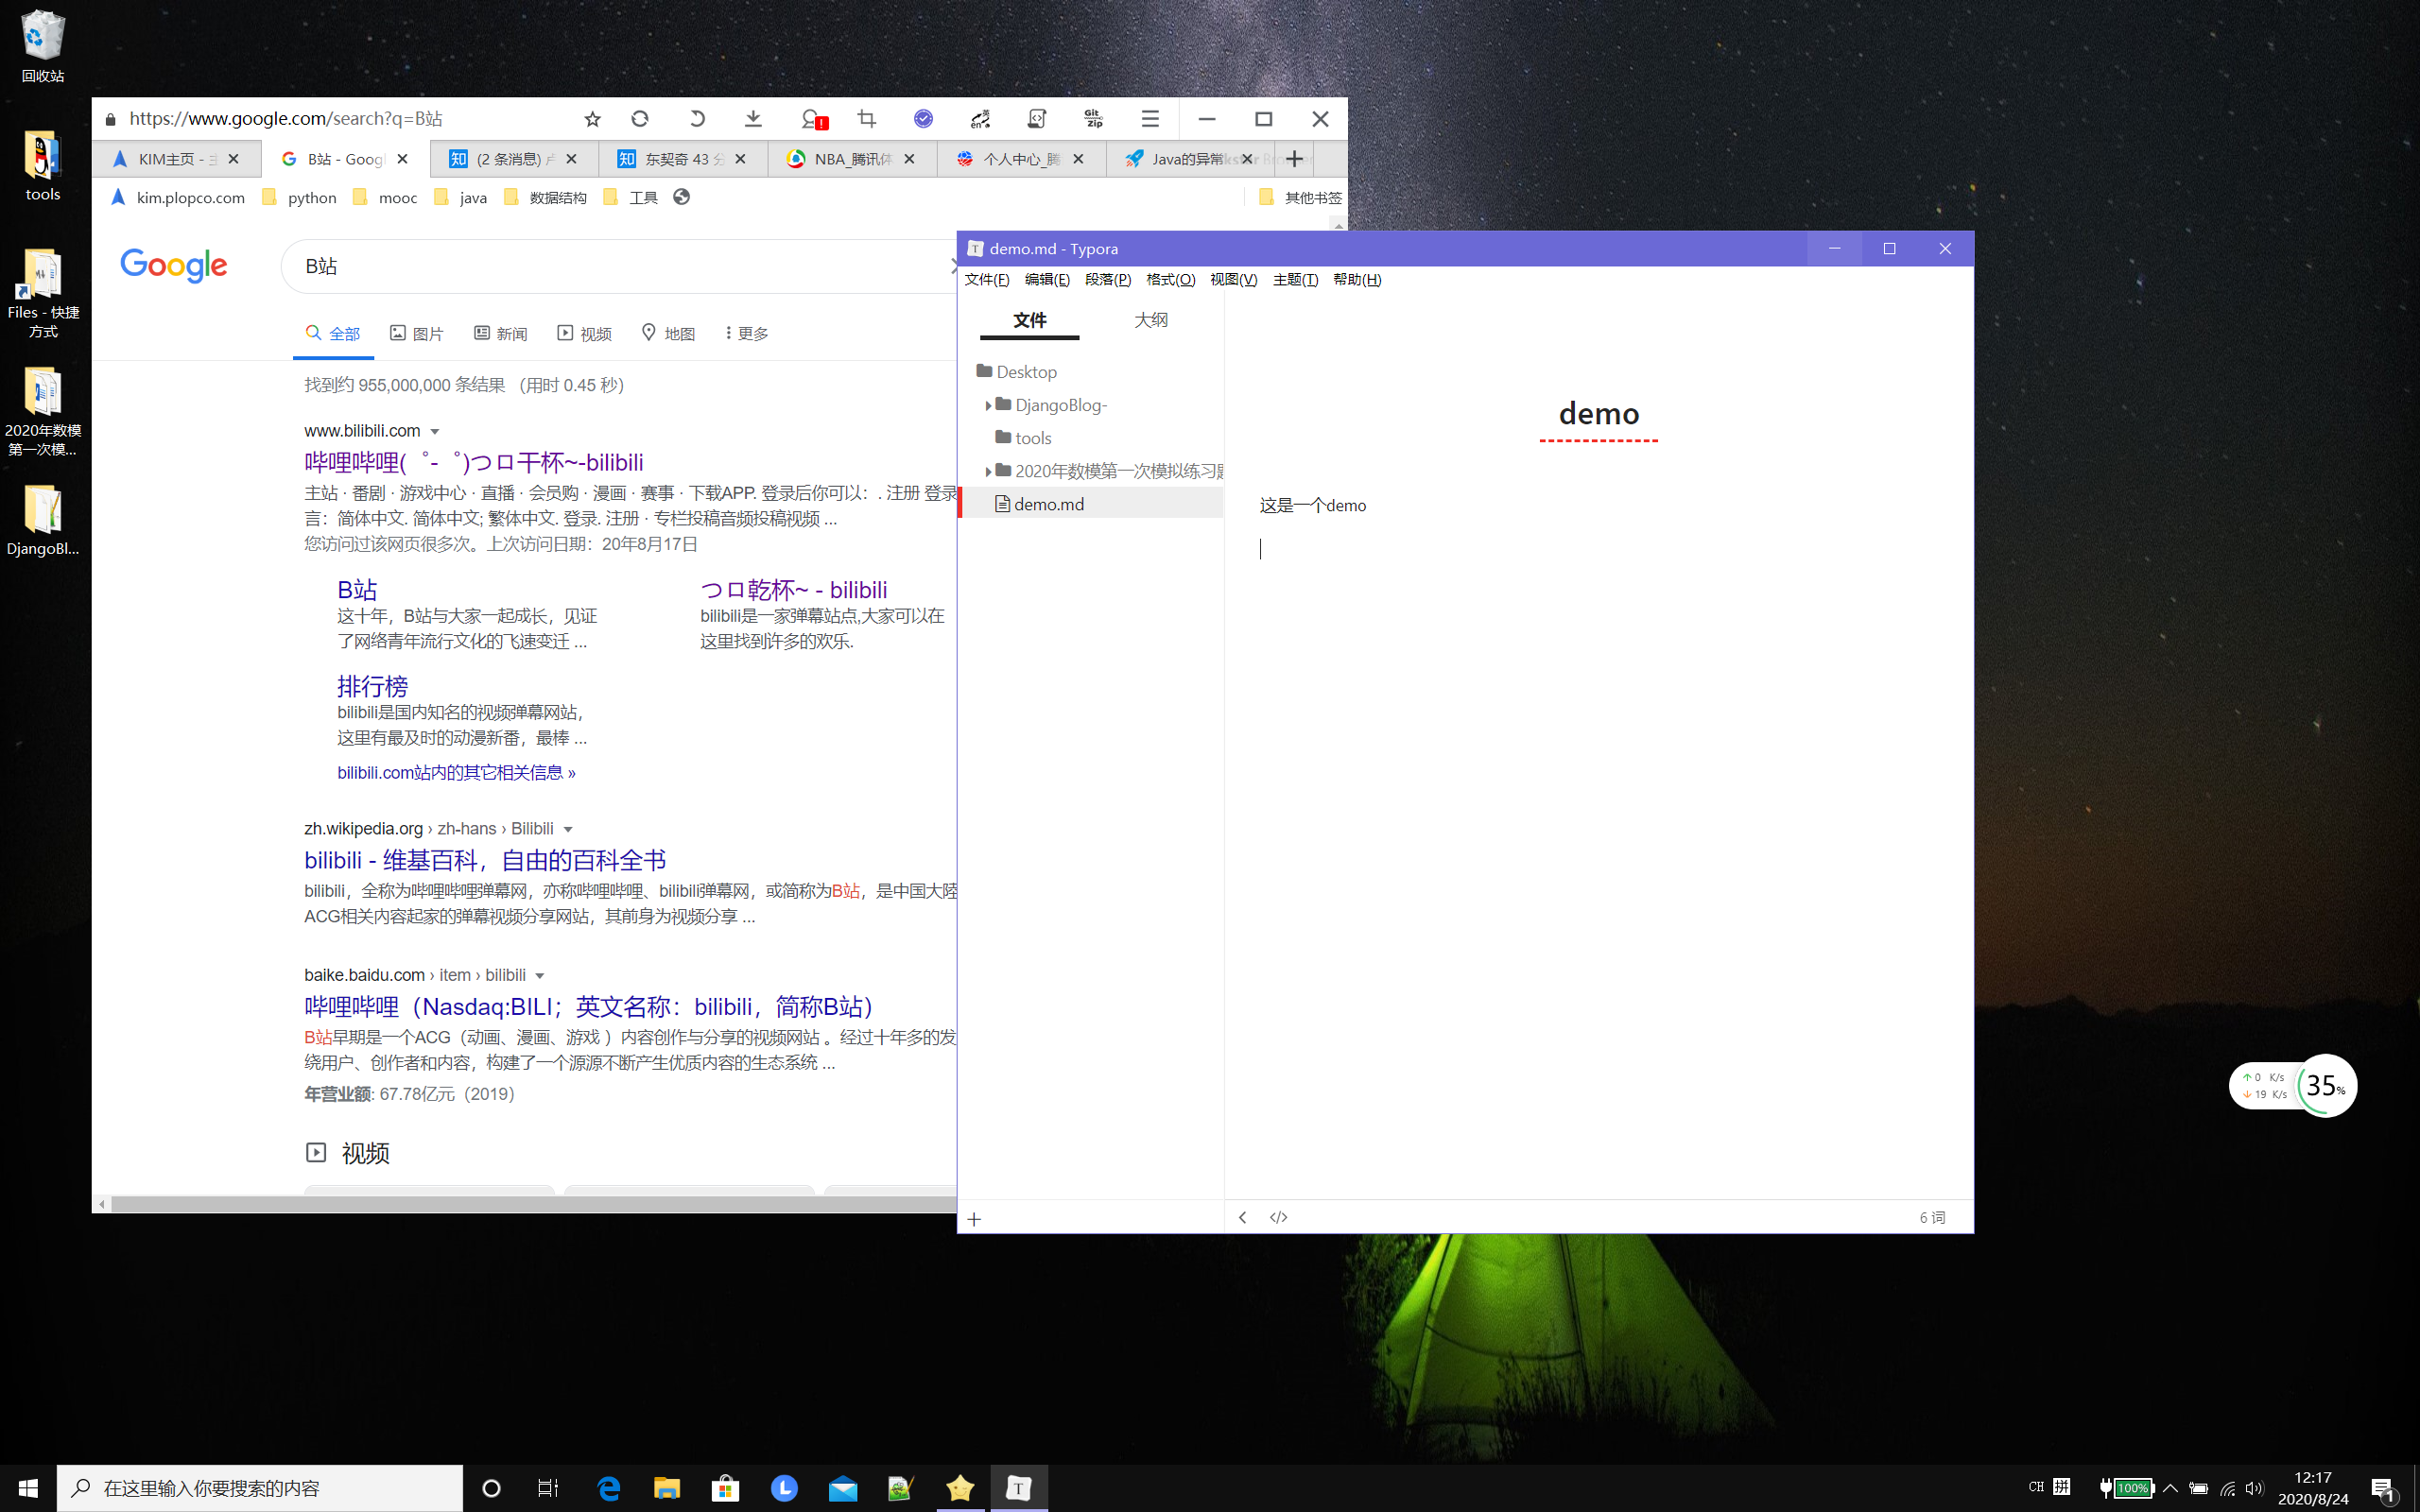 回收站
tools
Files - 快捷
方式
2020年数模
第一次模...
DjangoBl...
https://www.google.com/search?q=B站
en
英
Git
Zip
KIM主页 - 主
B站 - Googl
(2 条消息) 卢
东契奇 43 分
NBA_腾讯体
个人中心_腾
Java的异常
kim.plopco.com
python
mooc
java
数据结构
工具
其他书签
Google
B站
全部
图片
新闻
视频
地图
更多
找到约 955,000,000 条结果 （用时 0.45 秒）
www.bilibili.com
哔哩哔哩(゜-゜)つロ干杯~-bilibili
主站 · 番剧 · 游戏中心 · 直播 · 会员购 · 漫画 · 赛事 · 下载APP. 登录后你可以：. 注册 登录
言：简体中文. 简体中文; 繁体中文. 登录. 注册 · 专栏投稿音频投稿视频 ...
您访问过该网页很多次。上次访问日期：20年8月17日
B站
这十年，B站与大家一起成长，见证
了网络青年流行文化的飞速变迁 ...
つロ乾杯~ - bilibili
bilibili是一家弹幕站点,大家可以在
这里找到许多的欢乐.
排行榜
bilibili是国内知名的视频弹幕网站，
这里有最及时的动漫新番，最棒 ...
bilibili.com站内的其它相关信息 »
zh.wikipedia.org › zh-hans › Bilibili
bilibili - 维基百科，自由的百科全书
bilibili，全称为哔哩哔哩弹幕网，亦称哔哩哔哩、bilibili弹幕网，或简称为B站，是中国大陸
ACG相关内容起家的弹幕视频分享网站，其前身为视频分享 ...
baike.baidu.com › item › bilibili
哔哩哔哩（Nasdaq:BILI；英文名称：bilibili，简称B站）
B站早期是一个ACG（动画、漫画、游戏 ）内容创作与分享的视频网站 。经过十年多的发
绕用户、创作者和内容，构建了一个源源不断产生优质内容的生态系统 ...
年营业额: 67.78亿元（2019）
视频
demo.md - Typora
文件(F) 编辑(E) 段落(P) 格式(O) 视图(V) 主题(T) 帮助(H)
文件
大纲
Desktop
DjangoBlog-
tools
2020年数模第一次模拟练习题
demo.md
demo
这是一个demo
6 词
0 K/s
19 K/s
35%
在这里输入你要搜索的内容
CH
拼
100%
12:17
2020/8/24
1